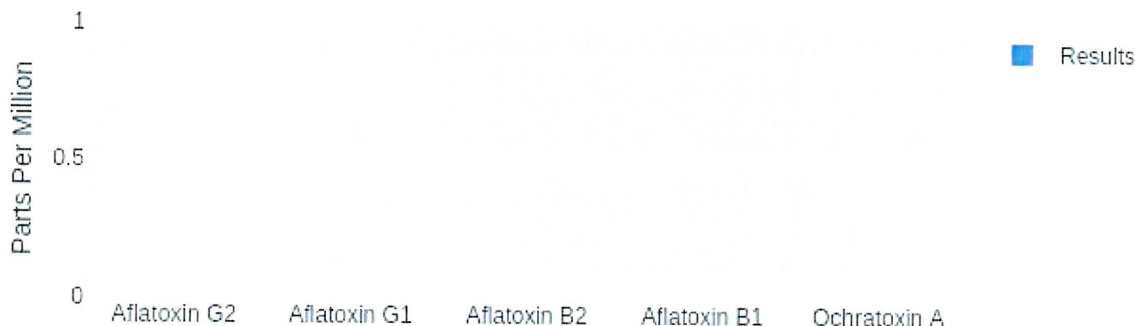 1
Results
Parts Per Million
0.5
0
Aflatoxin G2 Aflatoxin G1 Aflatoxin B2 Aflatoxin B1 Ochratoxin A